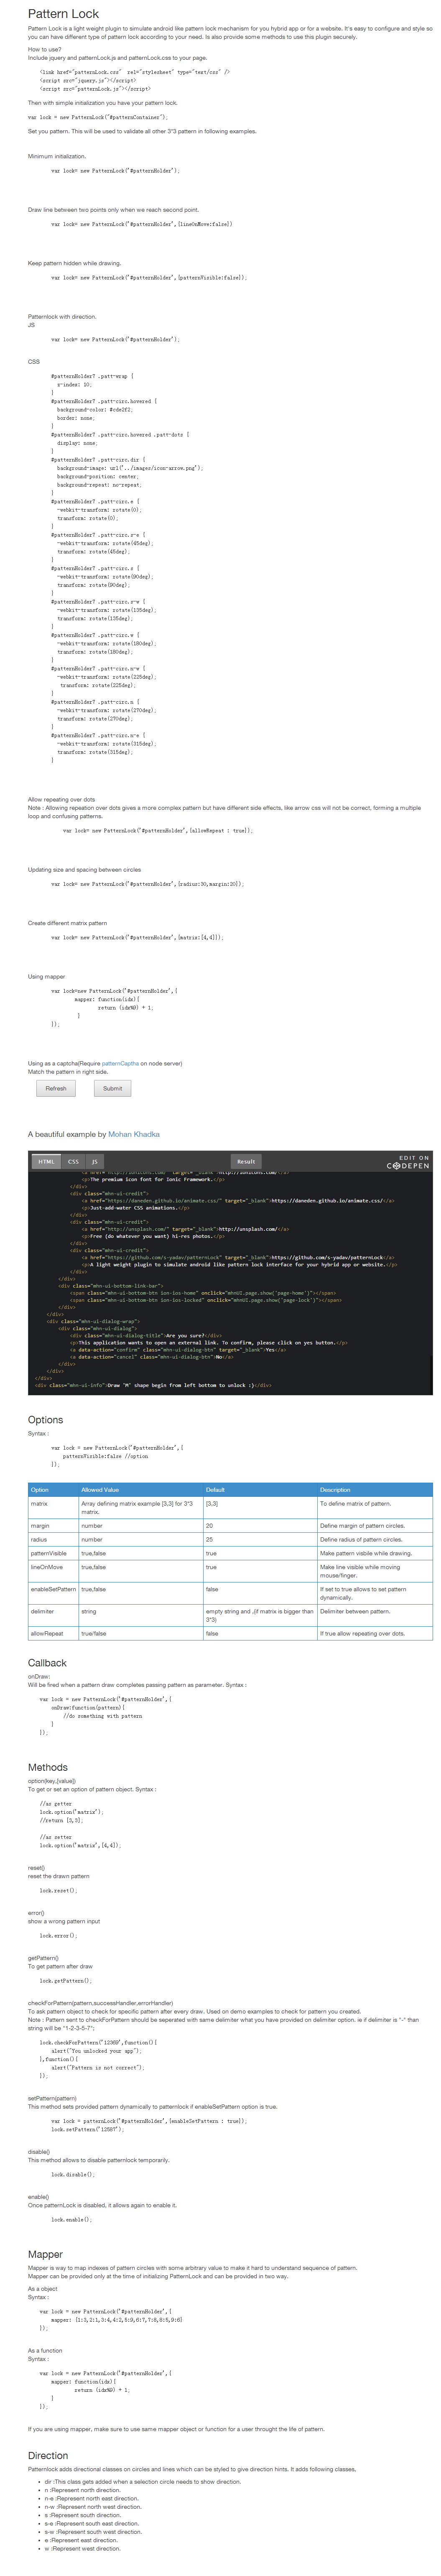 Pattern Lock
Pattern Lock is a light weight plugin to simulate android like pattern lock mechanism for you hybrid app or for a website. It's easy to configure and style so
you can have different type of pattern lock according to your need. Is also provide some methods to use this plugin securely.
How to use?
Include jquery and patternLock.js and patternLock.css to your page.
<link href="patternLock.css"  rel="stylesheet" type="text/css" />
<script src="jquery.js"></script>
<script src="patternLock.js"></script>
Then with simple initialization you have your pattern lock.
var lock = new PatternLock("#patternContainer");
Set you pattern. This will be used to validate all other 3*3 pattern in following examples.
Minimum initialization.
var lock= new PatternLock('#patternHolder');
Draw line between two points only when we reach second point.
var lock= new PatternLock('#patternHolder',{lineOnMove:false})
Keep pattern hidden while drawing.
var lock= new PatternLock('#patternHolder',{patternVisible:false});
Patternlock with direction.
JS
var lock= new PatternLock('#patternHolder');
CSS
#patternHolder7 .patt-wrap {
z-index: 10;
}
#patternHolder7 .patt-circ.hovered {
background-color: #cde2f2;
border: none;
}
#patternHolder7 .patt-circ.hovered .patt-dots {
display: none;
}
#patternHolder7 .patt-circ.dir {
background-image: url('../images/icon-arrow.png');
background-position: center;
background-repeat: no-repeat;
}
#patternHolder7 .patt-circ.e {
-webkit-transform: rotate(0);
transform: rotate(0);
}
#patternHolder7 .patt-circ.s-e {
-webkit-transform: rotate(45deg);
transform: rotate(45deg);
}
#patternHolder7 .patt-circ.s {
-webkit-transform: rotate(90deg);
transform: rotate(90deg);
}
#patternHolder7 .patt-circ.s-w {
-webkit-transform: rotate(135deg);
transform: rotate(135deg);
}
#patternHolder7 .patt-circ.w {
-webkit-transform: rotate(180deg);
transform: rotate(180deg);
}
#patternHolder7 .patt-circ.n-w {
-webkit-transform: rotate(225deg);
transform: rotate(225deg);
}
#patternHolder7 .patt-circ.n {
-webkit-transform: rotate(270deg);
transform: rotate(270deg);
}
#patternHolder7 .patt-circ.n-e {
-webkit-transform: rotate(315deg);
transform: rotate(315deg);
}
Allow repeating over dots
Note : Allowing repeation over dots gives a more complex pattern but have different side effects, like arrow css will not be correct, forming a multiple
loop and confusing patterns.
var lock= new PatternLock('#patternHolder',{allowRepeat : true});
Updating size and spacing between circles
var lock= new PatternLock('#patternHolder',{radius:30,margin:20});
Create different matrix pattern
var lock= new PatternLock('#patternHolder',{matrix:[4,4]});
Using mapper
var lock=new PatternLock('#patternHolder',{
mapper: function(idx){
return (idx%9) + 1;
}
});
Using as a captcha(Require patternCaptha on node server)
Match the pattern in right side.
Refresh Submit
A beautiful example by Mohan Khadka
HTML CSS JS Result EDIT ON CODEPEN
<p>The premium icon font for Ionic Framework.</p>
</div>
<div class="mhn-ui-credit">
<a href="https://daneden.github.io/animate.css/" target="_blank">https://daneden.github.io/animate.css/</a>
<p>Just-add-water CSS animations.</p>
</div>
<div class="mhn-ui-credit">
<a href="http://unsplash.com/" target="_blank">http://unsplash.com/</a>
<p>Free (do whatever you want) hi-res photos.</p>
</div>
<div class="mhn-ui-credit">
<a href="https://github.com/s-yadav/patternLock" target="_blank">https://github.com/s-yadav/patternLock</a>
<p>A light weight plugin to simulate android like pattern lock interface for your hybrid app or website.</p>
</div>
</div>
<div class="mhn-ui-bottom-link-bar">
<span class="mhn-ui-bottom-btn ion-ios-home" onclick="mhnUI.page.show('page-home')"></span>
<span class="mhn-ui-bottom-btn ion-ios-locked" onclick="mhnUI.page.show('page-lock')"></span>
</div>
</div>
<div class="mhn-ui-dialog-wrap">
<div class="mhn-ui-dialog">
<div class="mhn-ui-dialog-title">Are you sure?</div>
<p>This application wants to open an external link. To confirm, please click on yes button.</p>
<a data-action="confirm" class="mhn-ui-dialog-btn" target="_blank">Yes</a>
<a data-action="cancel" class="mhn-ui-dialog-btn">No</a>
</div>
</div>
</div>
<div class="mhn-ui-info">Draw 'M' shape begin from left bottom to unlock :)</div>
Options
Syntax :
var lock = new PatternLock('#patternHolder',{
patternVisible:false //option
});
Option Allowed Value Default Description
matrix Array defining matrix example [3,3] for 3*3 matrix. [3,3] To define matrix of pattern.
margin number 20 Define margin of pattern circles.
radius number 25 Define radius of pattern circles.
patternVisible true,false true Make pattern visbile while drawing.
lineOnMove true,false true Make line visible while moving mouse/finger.
enableSetPattern true,false false If set to true allows to set pattern dynamically.
delimiter string empty string and ,(if matrix is bigger than 3*3) Delimiter between pattern.
allowRepeat true/false false If true allow repeating over dots.
Callback
onDraw:
Will be fired when a pattern draw completes passing pattern as parameter. Syntax :
var lock = new PatternLock('#patternHolder',{
onDraw:function(pattern){
//do something with pattern
}
});
Methods
option(key,[value])
To get or set an option of pattern object. Syntax :
//as getter
lock.option('matrix');
//return [3,3];
//as setter
lock.option('matrix',[4,4]);
reset()
reset the drawn pattern
lock.reset();
error()
show a wrong pattern input
lock.error();
getPattern()
To get pattern after draw
lock.getPattern();
checkForPattern(pattern,successHandler,errorHandler)
To ask pattern object to check for specific pattern after every draw. Used on demo examples to check for pattern you created.
Note : Pattern sent to checkForPattern should be seperated with same delimiter what you have provided on delimiter option. ie if delimiter is "-" then
string will be "1-2-3-5-7";
lock.checkForPattern('12369',function(){
alert("You unlocked your app");
},function(){
alert("Pattern is not correct");
});
setPattern(pattern)
This method sets provided pattern dynamically to patternlock if enableSetPattern option is true.
var lock = patternLock('#patternHolder',{enableSetPattern : true});
lock.setPattern('12587');
disable()
This method allows to disable patternlock temporarily.
lock.disable();
enable()
Once patternLock is disabled, it allows again to enable it.
lock.enable();
Mapper
Mapper is way to map indexes of pattern circles with some arbitrary value to make it hard to understand sequence of pattern.
Mapper can be provided only at the time of initializing PatternLock and can be provided in two way.
As a object
Syntax :
var lock = new PatternLock('#patternHolder',{
mapper: {1:3,2:1,3:4,4:2,5:9,6:7,7:8,8:5,9:6}
});
As a function
Syntax :
var lock = new PatternLock('#patternHolder',{
mapper: function(idx){
return (idx%9) + 1;
}
});
If you are using mapper, make sure to use same mapper object or function for a user throught the life of pattern.
Direction
Patternlock adds directional classes on circles and lines which can be styled to give direction hints. It adds following classes,
dir :This class gets added when a selection circle needs to show direction.
n :Represent north direction.
n-e :Represent north east direction.
n-w :Represent north west direction.
s :Represent south direction.
s-e :Represent south east direction.
s-w :Represent south west direction.
e :Represent east direction.
w :Represent west direction.